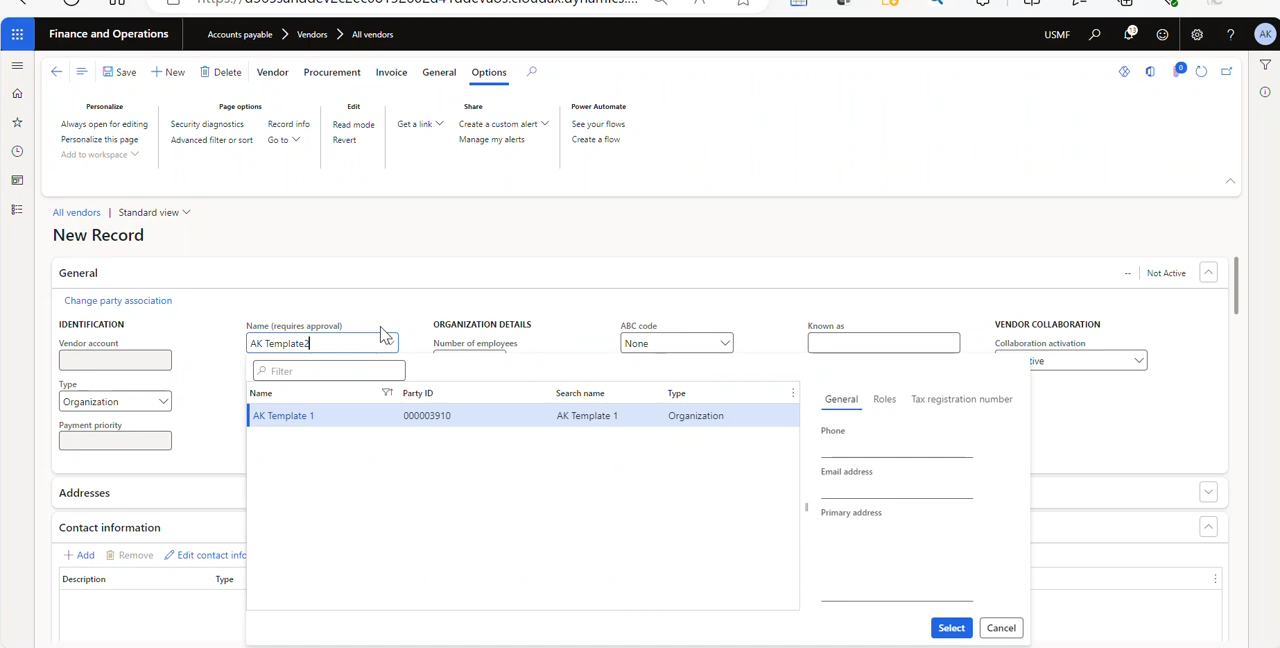 Finance and Operations
Accounts payable
Vendors
All vendors
USMF
13
AK
Save
New
Delete
Vendor
Procurement
Invoice
General
Options
0
Personalize
Always open for editing
Personalize this page
Add to workspace
Page options
Security diagnostics
Record info
Advanced filter or sort
Go to
Edit
Read mode
Revert
Share
Get a link
Create a custom alert
Manage my alerts
Power Automate
See your flows
Create a flow
All vendors | Standard view
New Record
General
-- Not Active
Change party association
IDENTIFICATION
Vendor account
Type
Organization
Payment priority
Name (requires approval)
AK Template2
ORGANIZATION DETAILS
Number of employees
ABC code
None
Known as
VENDOR COLLABORATION
Collaboration activation
Filter
Name
Party ID
Search name
Type
AK Template 1
000003910
AK Template 1
Organization
General
Roles
Tax registration number
Phone
Email address
Primary address
Select
Cancel
Addresses
Contact information
Add
Remove
Description
Type